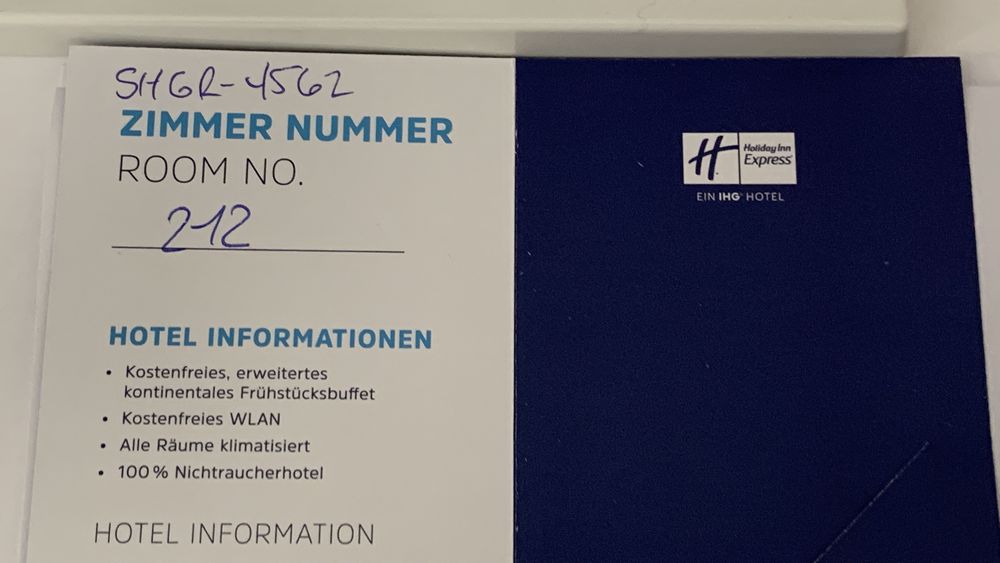 SHGR-4562
ZIMMER NUMMER
ROOM NO.
212
HOTEL INFORMATIONEN
• Kostenfreies, erweitertes
kontinentales Frühstücksbuffet
• Kostenfreies WLAN
• Alle Räume klimatisiert
• 100 % Nichtraucherhotel
HOTEL INFORMATION
H Holiday Inn
Express
EIN IHG® HOTEL